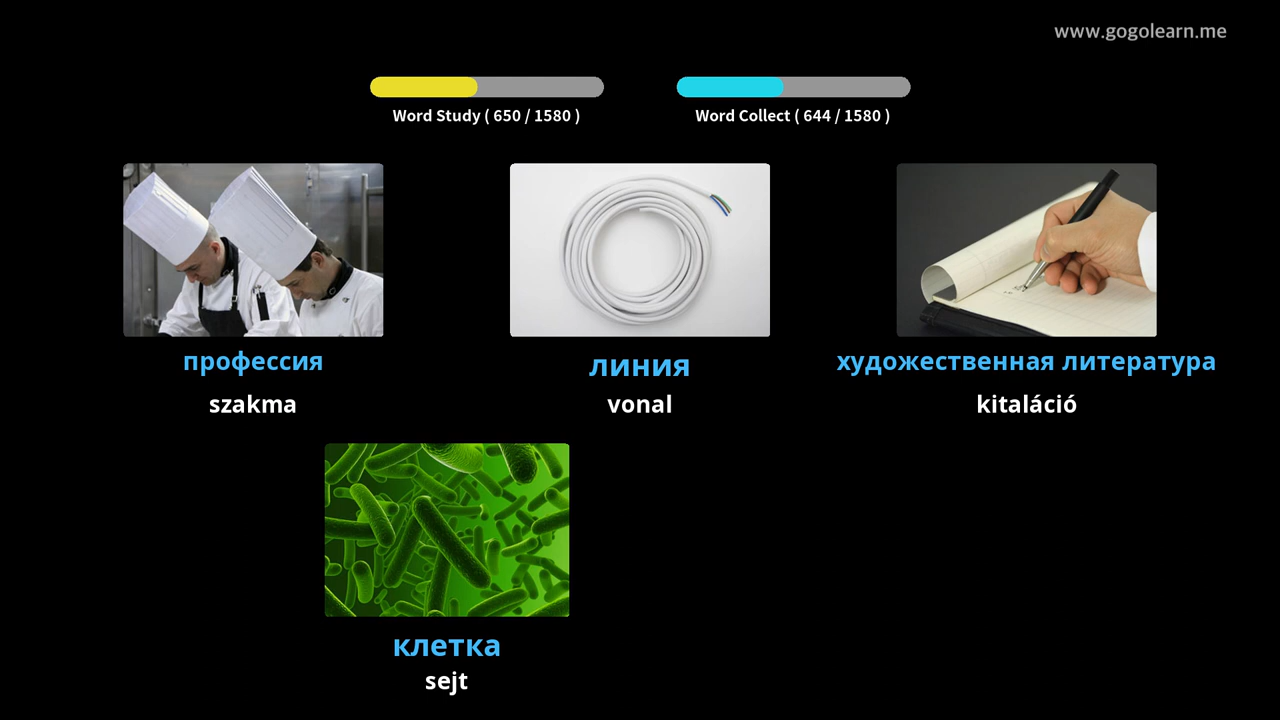 www.gogolearn.me
Word Study ( 650 / 1580 )
Word Collect ( 644 / 1580 )
профессия
линия
художественная литература
szakma
vonal
kitaláció
клетка
sejt